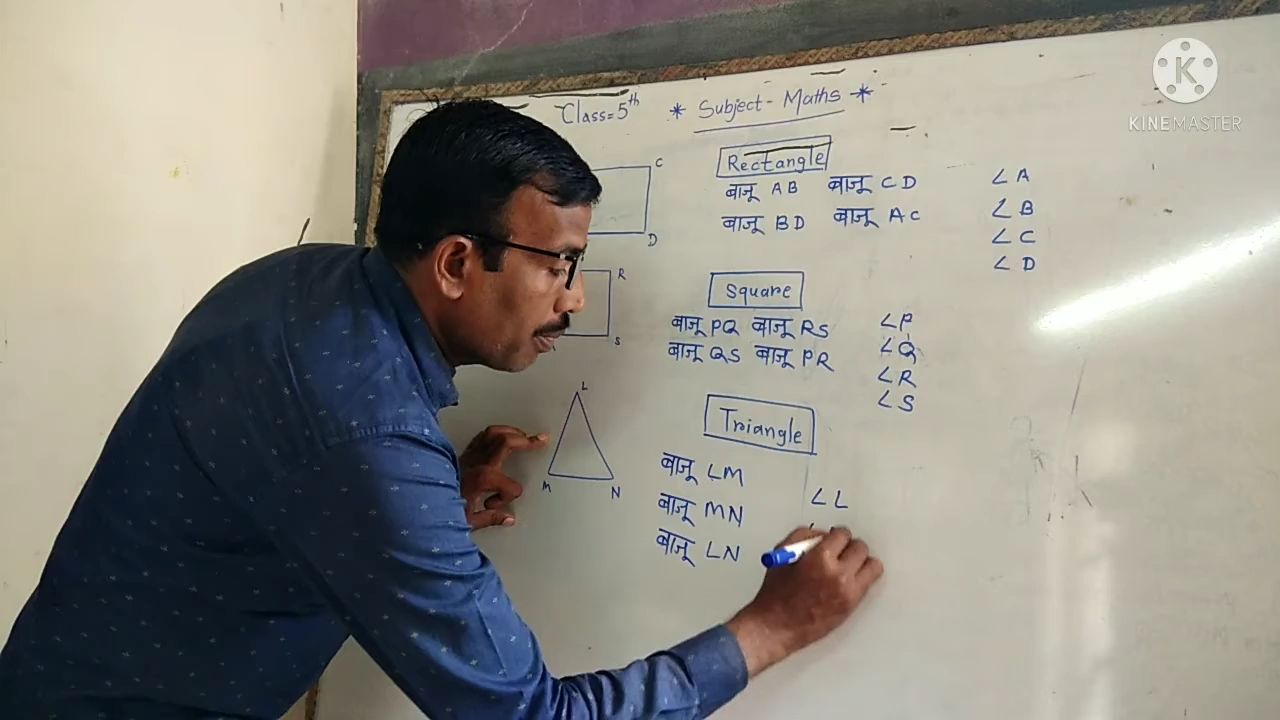 Class=5th * Subject - Maths *
C
D
Rectangle
बाजू AB बाजू CD ∠A
बाजू BD बाजू AC ∠B
∠C
∠D
R
S
Square
बाजू PQ बाजू RS ∠P
बाजू QS बाजू PR ∠Q
∠R
∠S
L
M N
Triangle
बाजू LM
बाजू MN ∠L
बाजू LN
K
KINEMASTER